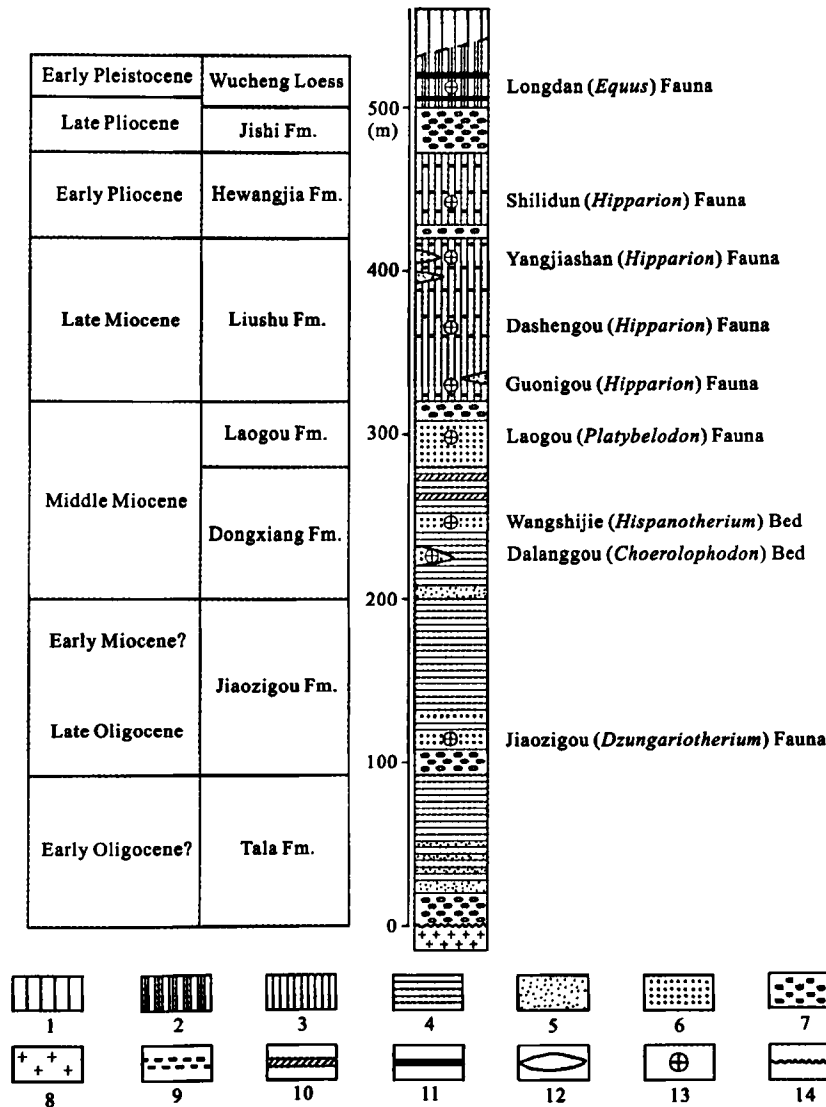 Early Pleistocene
Wucheng Loess
Late Pliocene
Jishi Fm.
Early Pliocene
Hewangjia Fm.
Late Miocene
Liushu Fm.
Middle Miocene
Laogou Fm.
Dongxiang Fm.
Early Miocene?
Late Oligocene
Jiaozigou Fm.
Early Oligocene?
Tala Fm.
500
(m)
400
300
200
100
0
Longdan (Equus) Fauna
Shilidun (Hipparion) Fauna
Yangjiashan (Hipparion) Fauna
Dashengou (Hipparion) Fauna
Guonigou (Hipparion) Fauna
Laogou (Platybelodon) Fauna
Wangshijie (Hispanotherium) Bed
Dalanggou (Choerolophodon) Bed
Jiaozigou (Dzungariotherium) Fauna
1 2 3 4 5 6 7
8 9 10 11 12 13 14